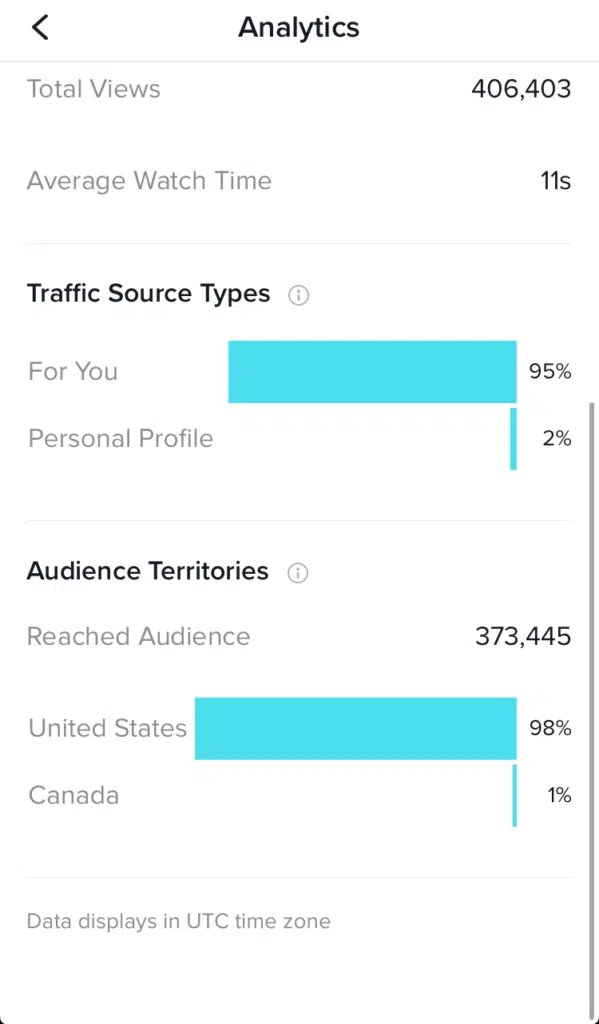 Analytics
Total Views 406,403
Average Watch Time 11s
Traffic Source Types
For You 95%
Personal Profile 2%
Audience Territories
Reached Audience 373,445
United States 98%
Canada 1%
Data displays in UTC time zone